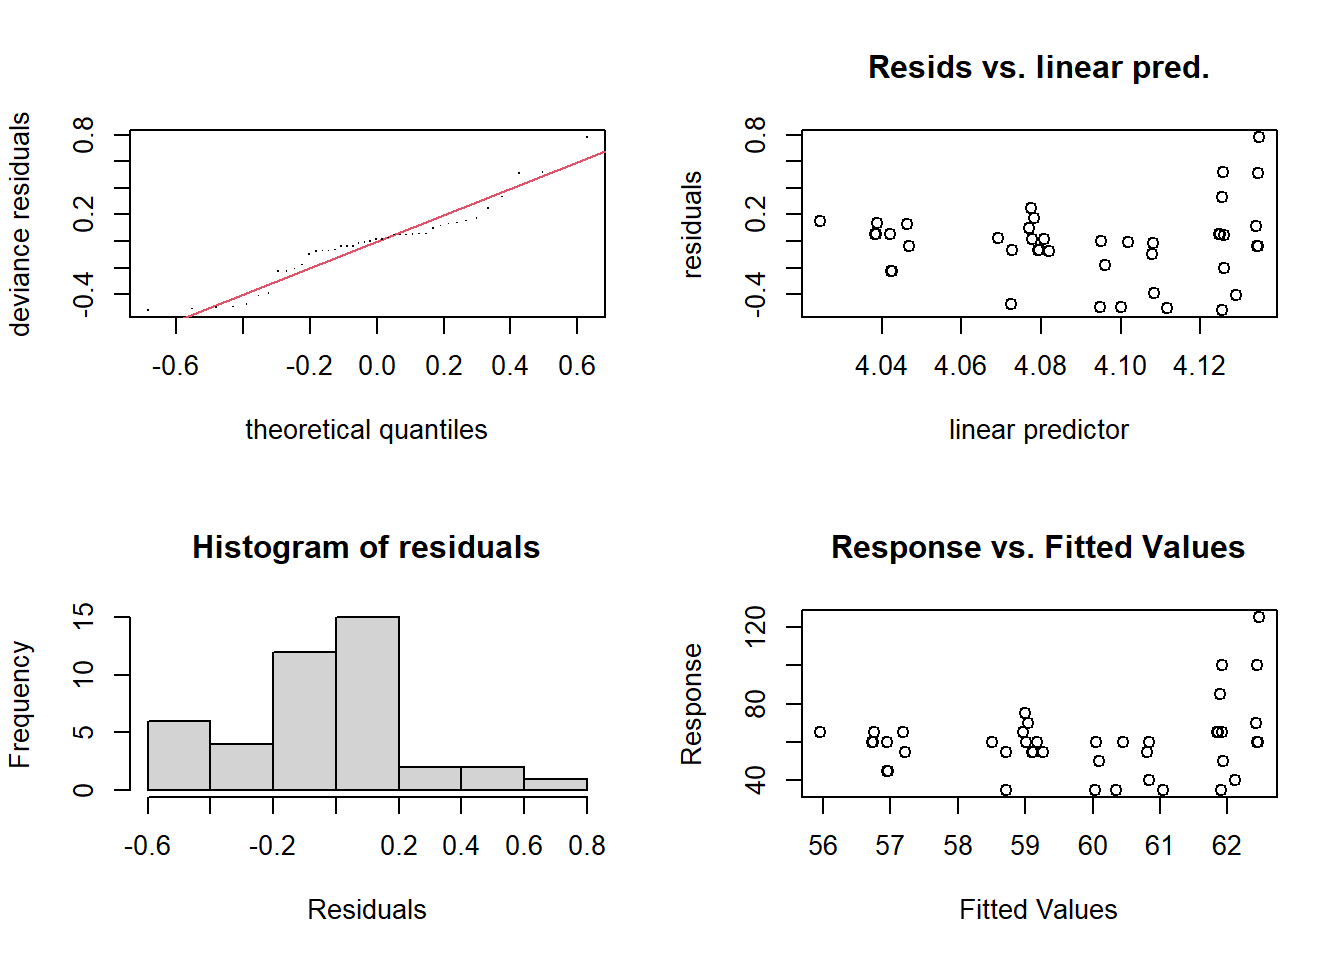 deviance residuals
-0.4 0.2 0.8
-0.6 -0.2 0.0 0.2 0.4 0.6
theoretical quantiles
Resids vs. linear pred.
residuals
-0.4 0.2 0.8
4.04 4.06 4.08 4.10 4.12
linear predictor
Histogram of residuals
Frequency
0 5 10 15
-0.6 -0.2 0.2 0.4 0.6 0.8
Residuals
Response vs. Fitted Values
Response
40 80 120
56 57 58 59 60 61 62
Fitted Values